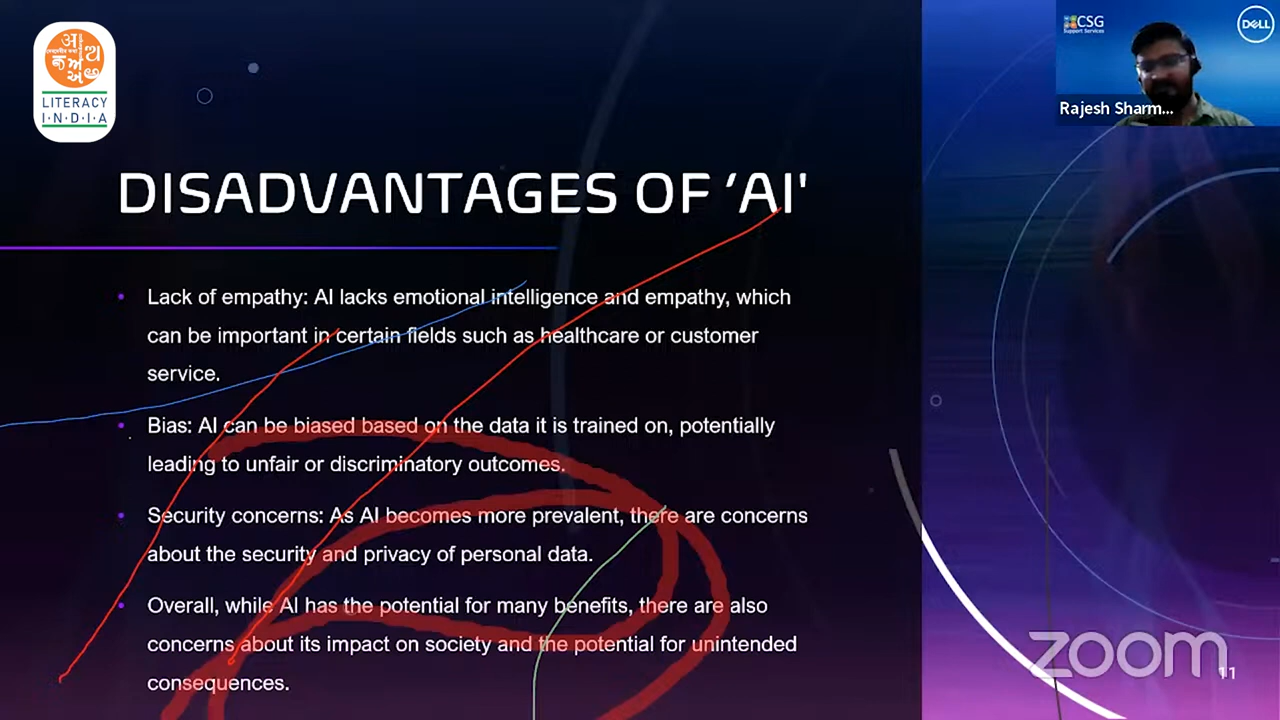 CSG
Support Services
DELL
Rajesh Sharm...
अ
LITERACY
I·N·D·I·A
DISADVANTAGES OF ‘AI'
• Lack of empathy: AI lacks emotional intelligence and empathy, which
can be important in certain fields such as healthcare or customer
service.
• Bias: AI can be biased based on the data it is trained on, potentially
leading to unfair or discriminatory outcomes.
• Security concerns: As AI becomes more prevalent, there are concerns
about the security and privacy of personal data.
• Overall, while AI has the potential for many benefits, there are also
concerns about its impact on society and the potential for unintended
consequences.
zoom
11